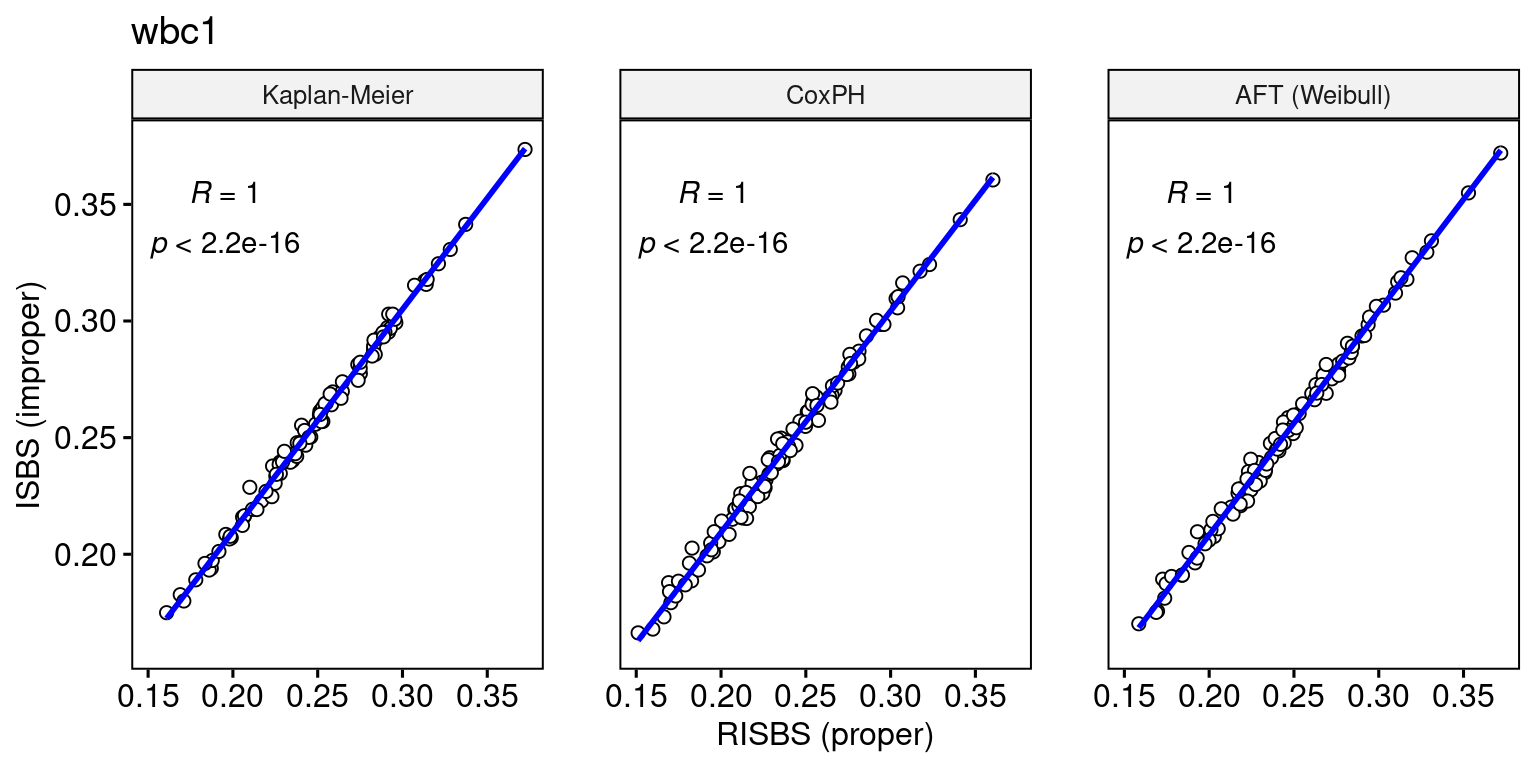 wbc1
Kaplan-Meier CoxPH AFT (Weibull)
R = 1 R = 1 R = 1
p < 2.2e-16 p < 2.2e-16 p < 2.2e-16
ISBS (improper)
0.35
0.30
0.25
0.20
0.15 0.20 0.25 0.30 0.35 0.15 0.20 0.25 0.30 0.35 0.15 0.20 0.25 0.30 0.35
RISBS (proper)